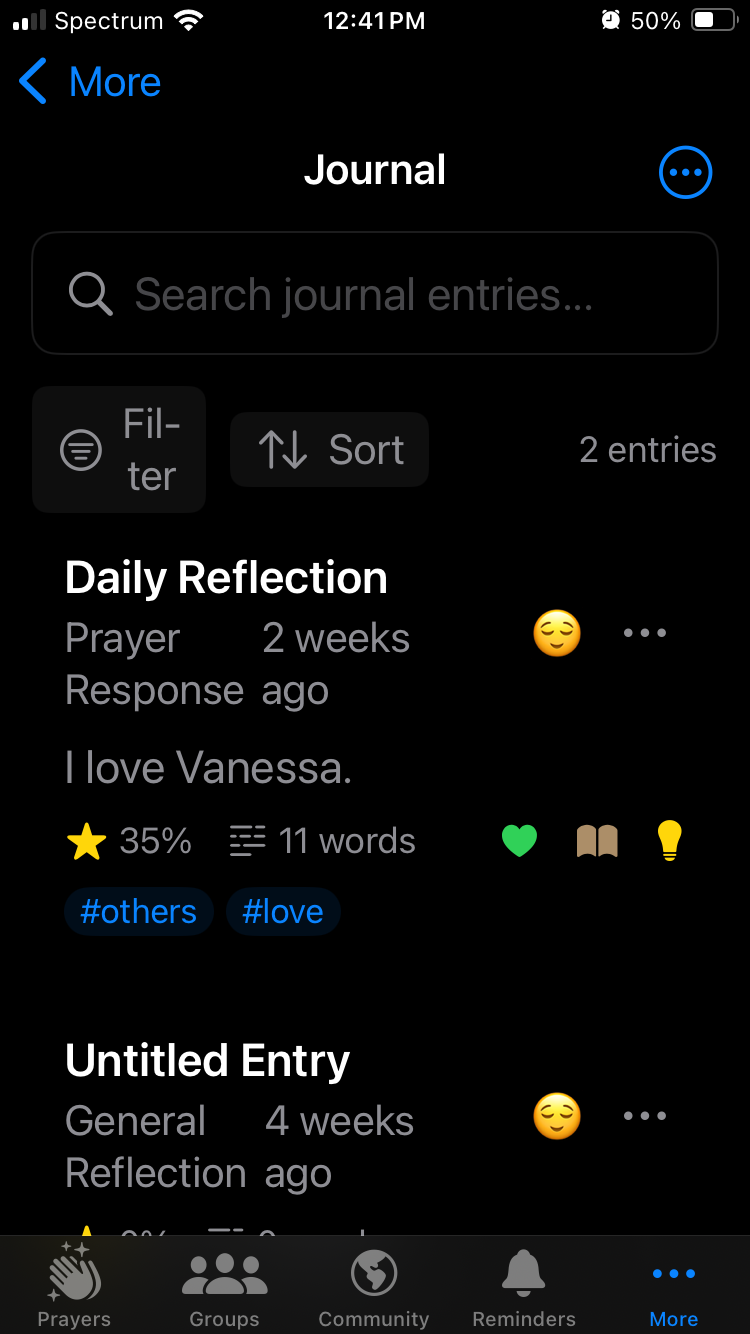 Spectrum 12:41 PM 50%
More
Journal
Search journal entries...
Fil-
ter
Sort
2 entries
Daily Reflection
Prayer
Response
2 weeks
ago
I love Vanessa.
35% 11 words
#others #love
Untitled Entry
General
Reflection
4 weeks
ago
Prayers Groups Community Reminders More